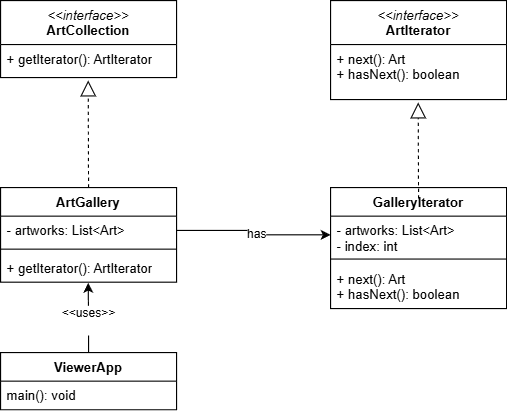 <<interface>>
ArtCollection
+ getIterator(): ArtIterator
<<interface>>
ArtIterator
+ next(): Art
+ hasNext(): boolean
ArtGallery
- artworks: List<Art>
+ getIterator(): ArtIterator
has
GalleryIterator
- artworks: List<Art>
- index: int
+ next(): Art
+ hasNext(): boolean
<<uses>>
ViewerApp
main(): void